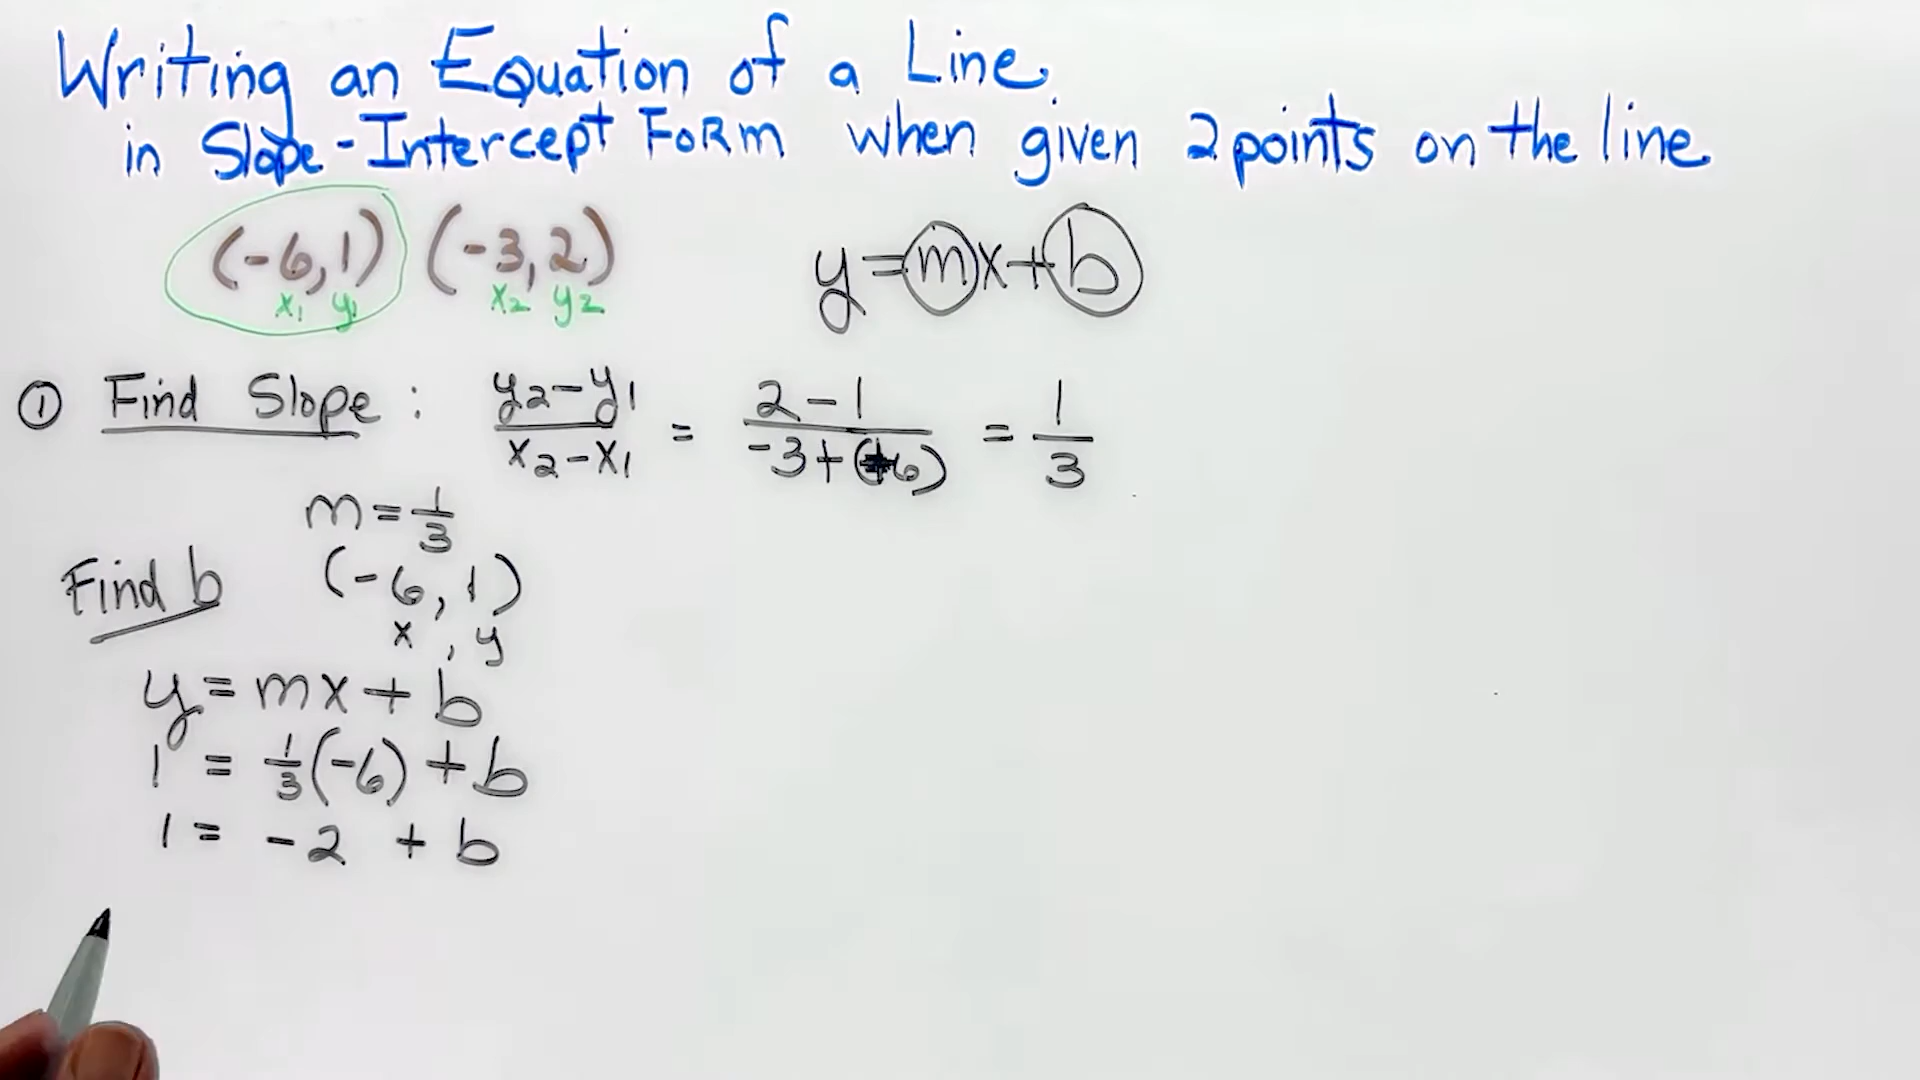 Writing an Equation of a Line
in Slope-Intercept Form when given 2 points on the line
(-6, 1) (-3, 2) y = mx + b
x₁ y₁ x₂ y₂
① Find Slope: y₂-y₁/x₂-x₁ = 2-1/-3+(+6) = 1/3
m = 1/3
Find b (-6, 1)
x, y
y = mx + b
1 = 1/3(-6) + b
1 = -2 + b